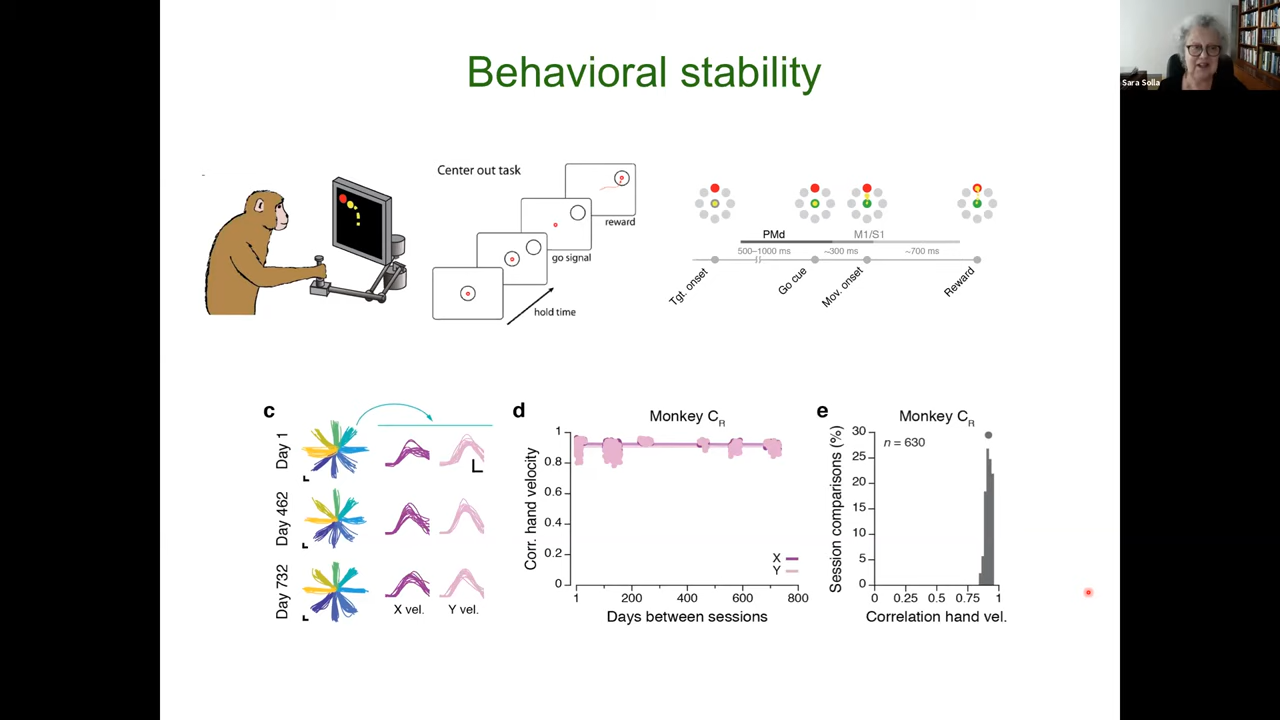 Behavioral stability
Sara Solla
Center out task
reward
go signal
hold time
PMd
M1/S1
500–1000 ms
~300 ms
~700 ms
Tgt. onset
Go cue
Mov. onset
Reward
c
Day 1
Day 462
Day 732
X vel.
Y vel.
d
Monkey CR
Corr. hand velocity
1
0.8
0.6
0.4
0.2
0
X
Y
1
200
400
600
800
Days between sessions
e
Monkey CR
n = 630
Session comparisons (%)
30
25
20
15
10
5
0
0
0.25
0.5
0.75
1
Correlation hand vel.